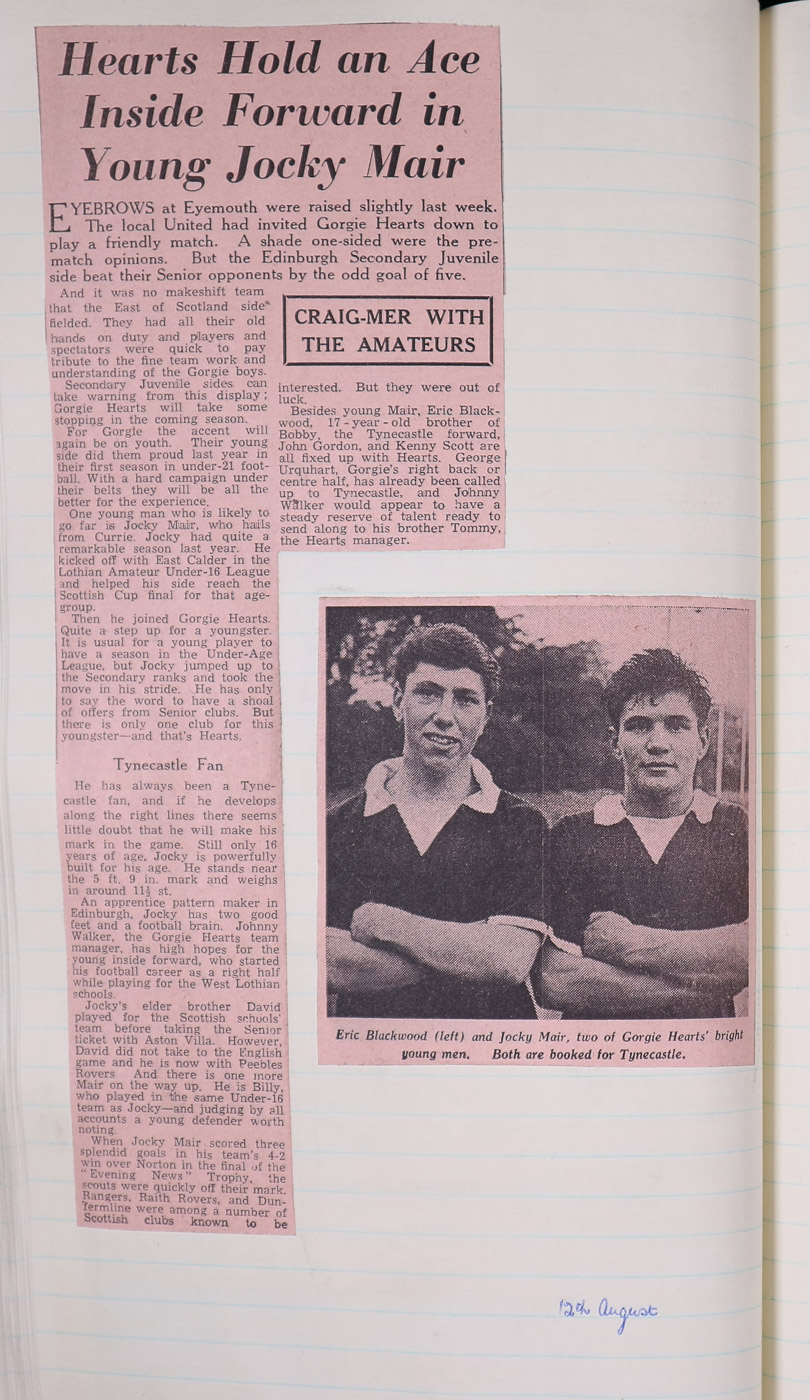 Hearts Hold an Ace
Inside Forward in
Young Jocky Mair
EYEBROWS at Eyemouth were raised slightly last week.
The local United had invited Gorgie Hearts down to
play a friendly match. A shade one-sided were the pre-
match opinions. But the Edinburgh Secondary Juvenile
side beat their Senior opponents by the odd goal of five.
And it was no makeshift team
that the East of Scotland side
fielded. They had all their old
hands on duty and players and
spectators were quick to pay
tribute to the fine team work and
understanding of the Gorgie boys.
Secondary Juvenile sides can
take warning from this display;
Gorgie Hearts will take some
stopping in the coming season.
For Gorgie the accent will
again be on youth. Their young
side did them proud last year in
their first season in under-21 foot-
ball. With a hard campaign under
their belts they will be all the
better for the experience.
One young man who is likely to
go far is Jocky Mair, who hails
from Currie. Jocky had quite a
remarkable season last year. He
kicked off with East Calder in the
Lothian Amateur Under-16 League
and helped his side reach the
Scottish Cup final for that age-
group.
Then he joined Gorgie Hearts.
Quite a step up for a youngster.
It is usual for a young player to
have a season in the Under-Age
League, but Jocky jumped up to
the Secondary ranks and took the
move in his stride. He has only
to say the word to have a shoal
of offers from Senior clubs. But
there is only one club for this
youngster—and that's Hearts.
Tynecastle Fan
He has always been a Tyne-
castle fan, and if he develops
along the right lines there seems
little doubt that he will make his
mark in the game. Still only 16
years of age, Jocky is powerfully
built for his age. He stands near
the 5 ft. 9 in. mark and weighs
in around 11½ st.
An apprentice pattern maker in
Edinburgh, Jocky has two good
feet and a football brain. Johnny
Walker, the Gorgie Hearts team
manager, has high hopes for the
young inside forward, who started
his football career as a right half
while playing for the West Lothian
schools.
Jocky's elder brother David
played for the Scottish schools'
team before taking the Senior
ticket with Aston Villa. However,
David did not take to the English
game and he is now with Peebles
Rovers And there is one more
Mair on the way up. He is Billy,
who played in the same Under-16
team as Jocky—and judging by all
accounts a young defender worth
noting.
When Jocky Mair scored three
splendid goals in his team's 4-2
win over Norton in the final of the
"Evening News" Trophy, the
scouts were quickly off their mark.
Rangers, Raith Rovers, and Dun-
fermline were among a number of
Scottish clubs known to be
CRAIG-MER WITH
THE AMATEURS
interested. But they were out of
luck.
Besides young Mair, Eric Black-
wood, 17-year-old brother of
Bobby, the Tynecastle forward,
John Gordon, and Kenny Scott are
all fixed up with Hearts. George
Urquhart, Gorgie's right back or
centre half, has already been called
up to Tynecastle, and Johnny
Walker would appear to have a
steady reserve of talent ready to
send along to his brother Tommy,
the Hearts manager.
Eric Blackwood (left) and Jocky Mair, two of Gorgie Hearts' bright
young men. Both are booked for Tynecastle.
12th August